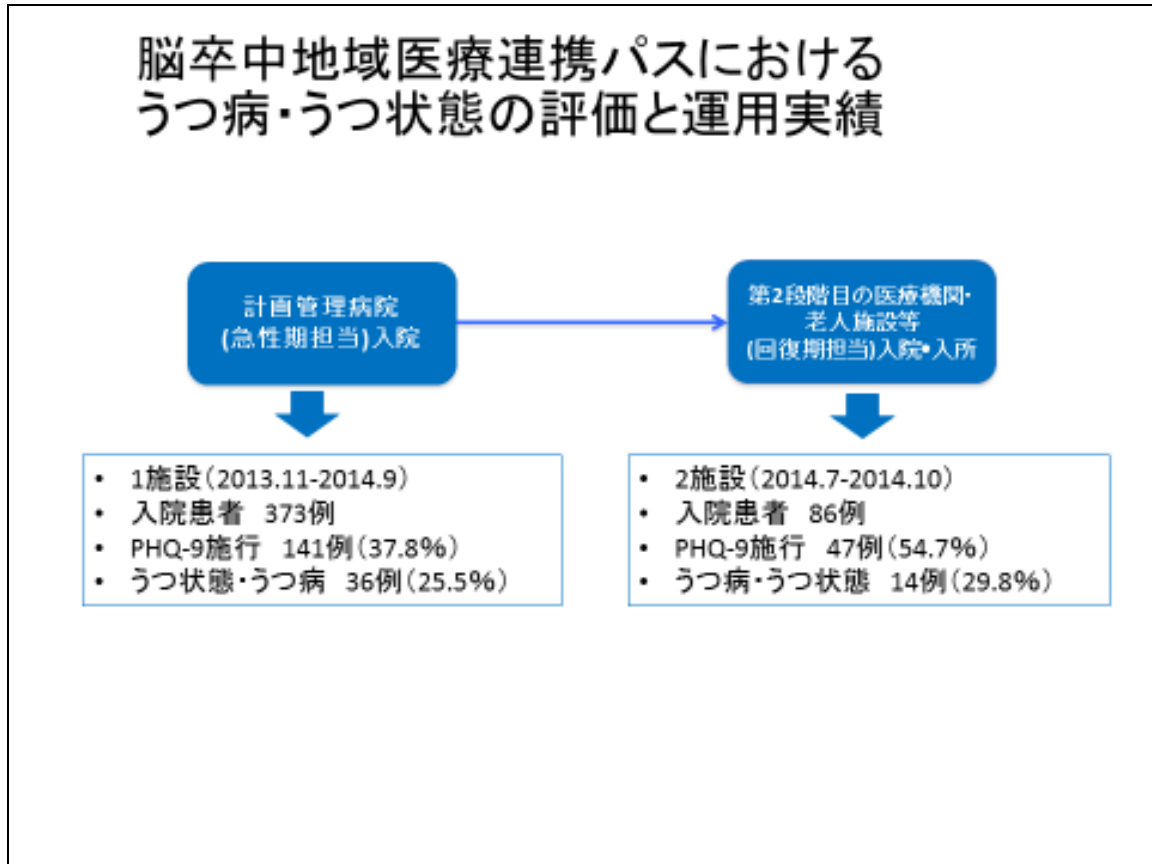 脳卒中地域医療連携パスにおける
うつ病・うつ状態の評価と運用実績
計画管理病院
(急性期担当)入院
第2段階目の医療機関・
老人施設等
(回復期担当)入院•入所
• 1施設（2013.11-2014.9）
• 入院患者 373例
• PHQ-9施行 141例（37.8%）
• うつ状態・うつ病 36例（25.5%）
• 2施設（2014.7-2014.10）
• 入院患者 86例
• PHQ-9施行 47例（54.7%）
• うつ病・うつ状態 14例（29.8%）